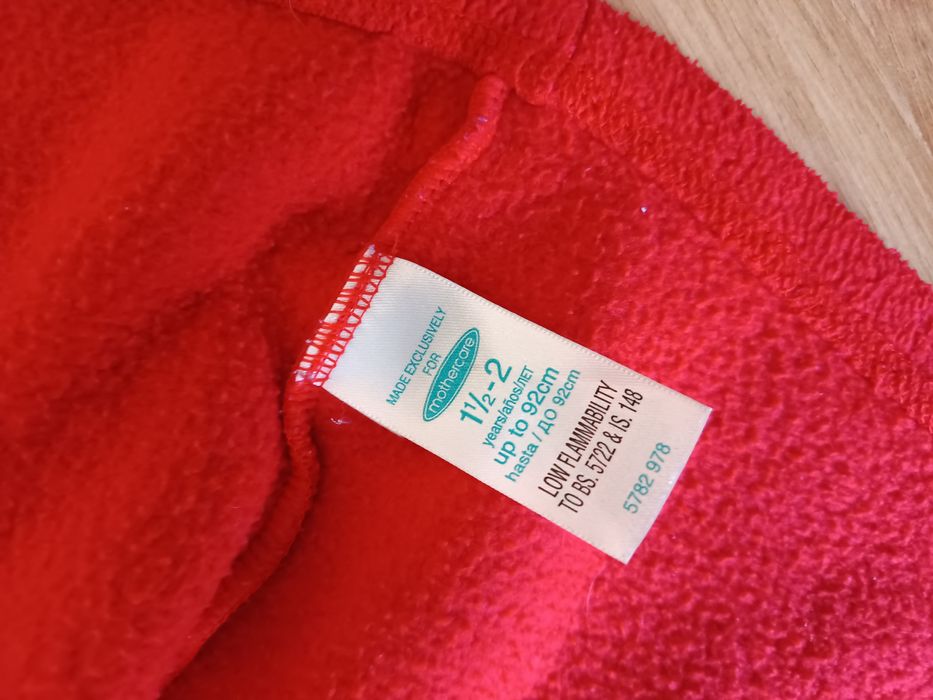 MADE EXCLUSIVELY
FOR
mothercare
1½-2
years/años/ЛЕТ
up to 92cm
hasta / ДО 92cm
LOW FLAMMABILITY
TO BS. 5722 & IS. 148
5782 978